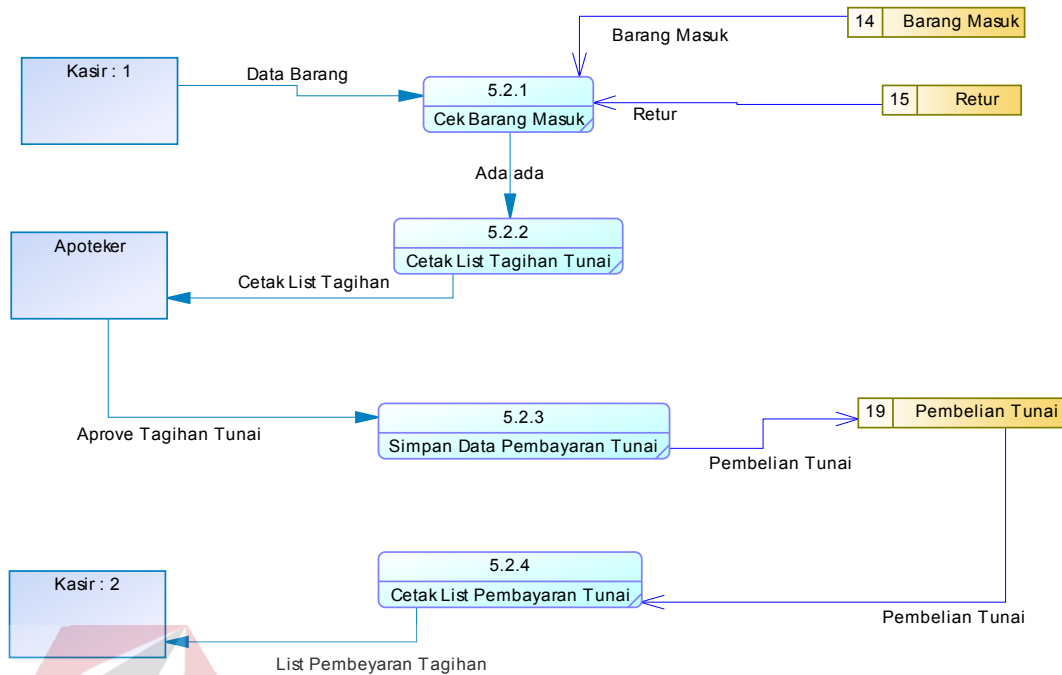 14 Barang Masuk
Barang Masuk
Kasir : 1
Data Barang
5.2.1
Cek Barang Masuk
15 Retur
Retur
Ada ada
5.2.2
Cetak List Tagihan Tunai
Apoteker
Cetak List Tagihan
5.2.3
Simpan Data Pembayaran Tunai
19 Pembelian Tunai
Aprove Tagihan Tunai
Pembelian Tunai
5.2.4
Cetak List Pembayaran Tunai
Kasir : 2
Pembelian Tunai
List Pembeyaran Tagihan